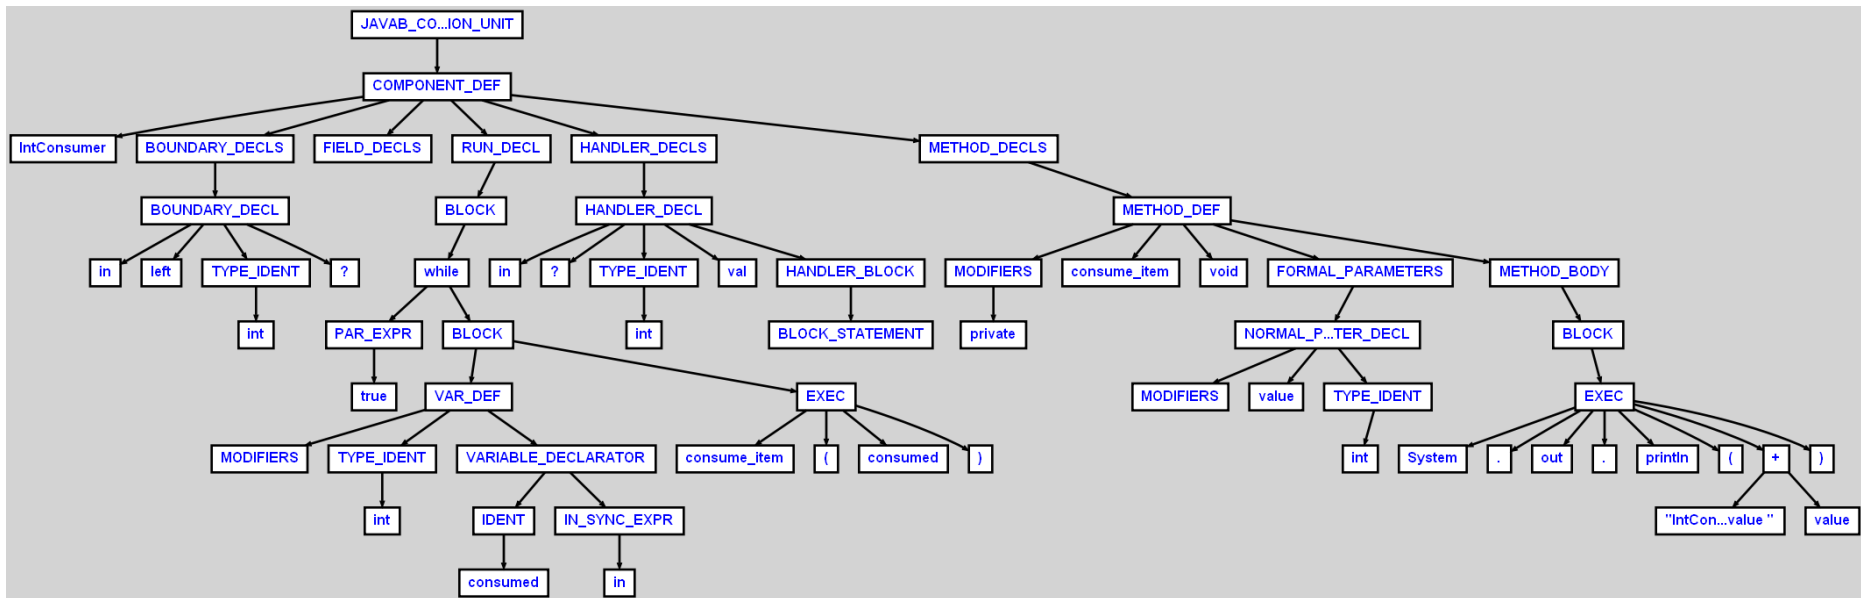 JAVAB_CO...ION_UNIT
COMPONENT_DEF
IntConsumer BOUNDARY_DECLS FIELD_DECLS RUN_DECL HANDLER_DECLS METHOD_DECLS
BOUNDARY_DECL BLOCK HANDLER_DECL METHOD_DEF
in left TYPE_IDENT ? while in ? TYPE_IDENT val HANDLER_BLOCK MODIFIERS consume_item void FORMAL_PARAMETERS METHOD_BODY
int PAR_EXPR BLOCK int BLOCK_STATEMENT private NORMAL_P...TER_DECL BLOCK
true VAR_DEF EXEC MODIFIERS value TYPE_IDENT EXEC
MODIFIERS TYPE_IDENT VARIABLE_DECLARATOR consume_item ( consumed ) int System . out . println ( + )
int IDENT IN_SYNC_EXPR "IntCon...value " value
consumed in